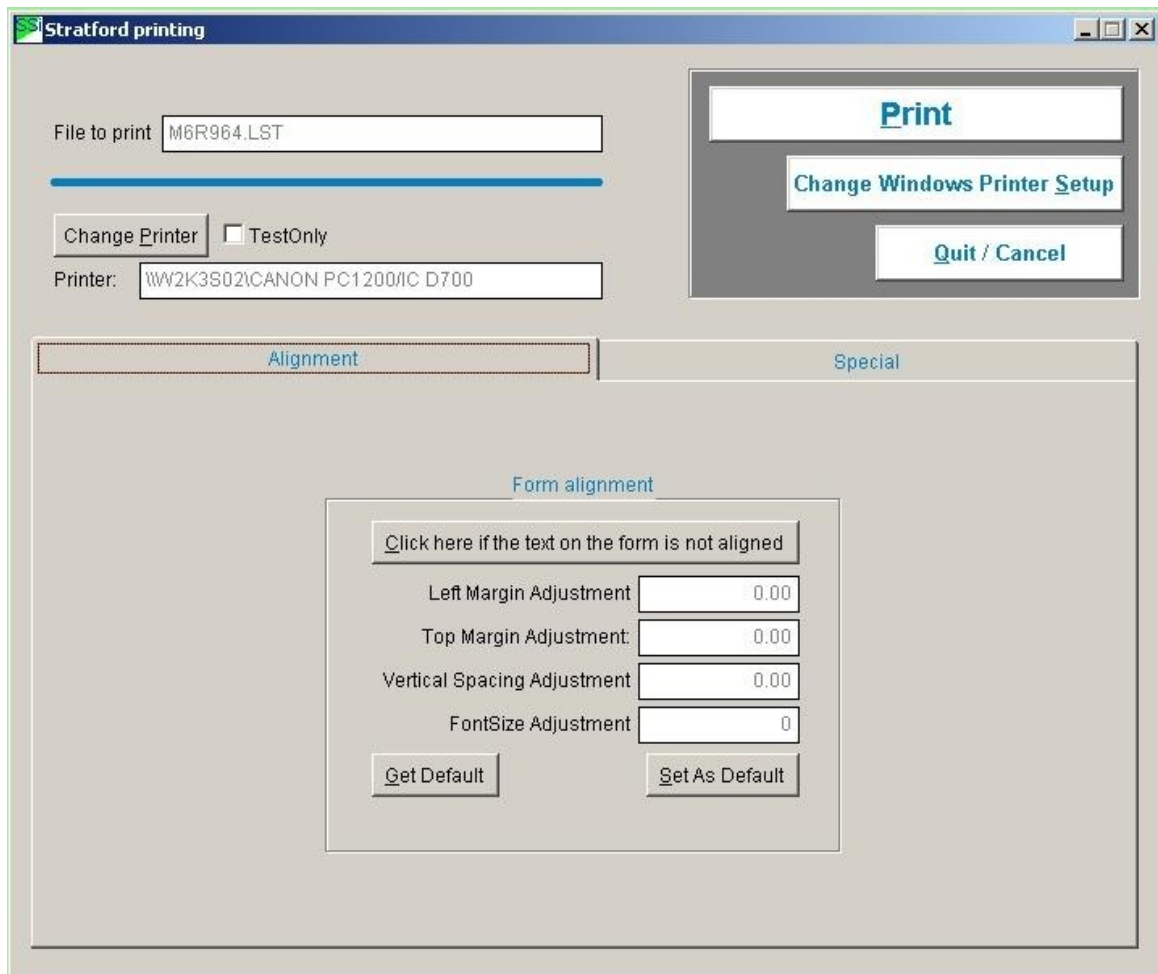 SSI Stratford printing
File to print M6R964.LST
Print
Change Windows Printer Setup
Quit / Cancel
Change Printer TestOnly
Printer: \\W2K3S02\CANON PC1200/IC D700
Alignment Special
Form alignment
Click here if the text on the form is not aligned
Left Margin Adjustment 0.00
Top Margin Adjustment: 0.00
Vertical Spacing Adjustment 0.00
FontSize Adjustment 0
Get Default Set As Default